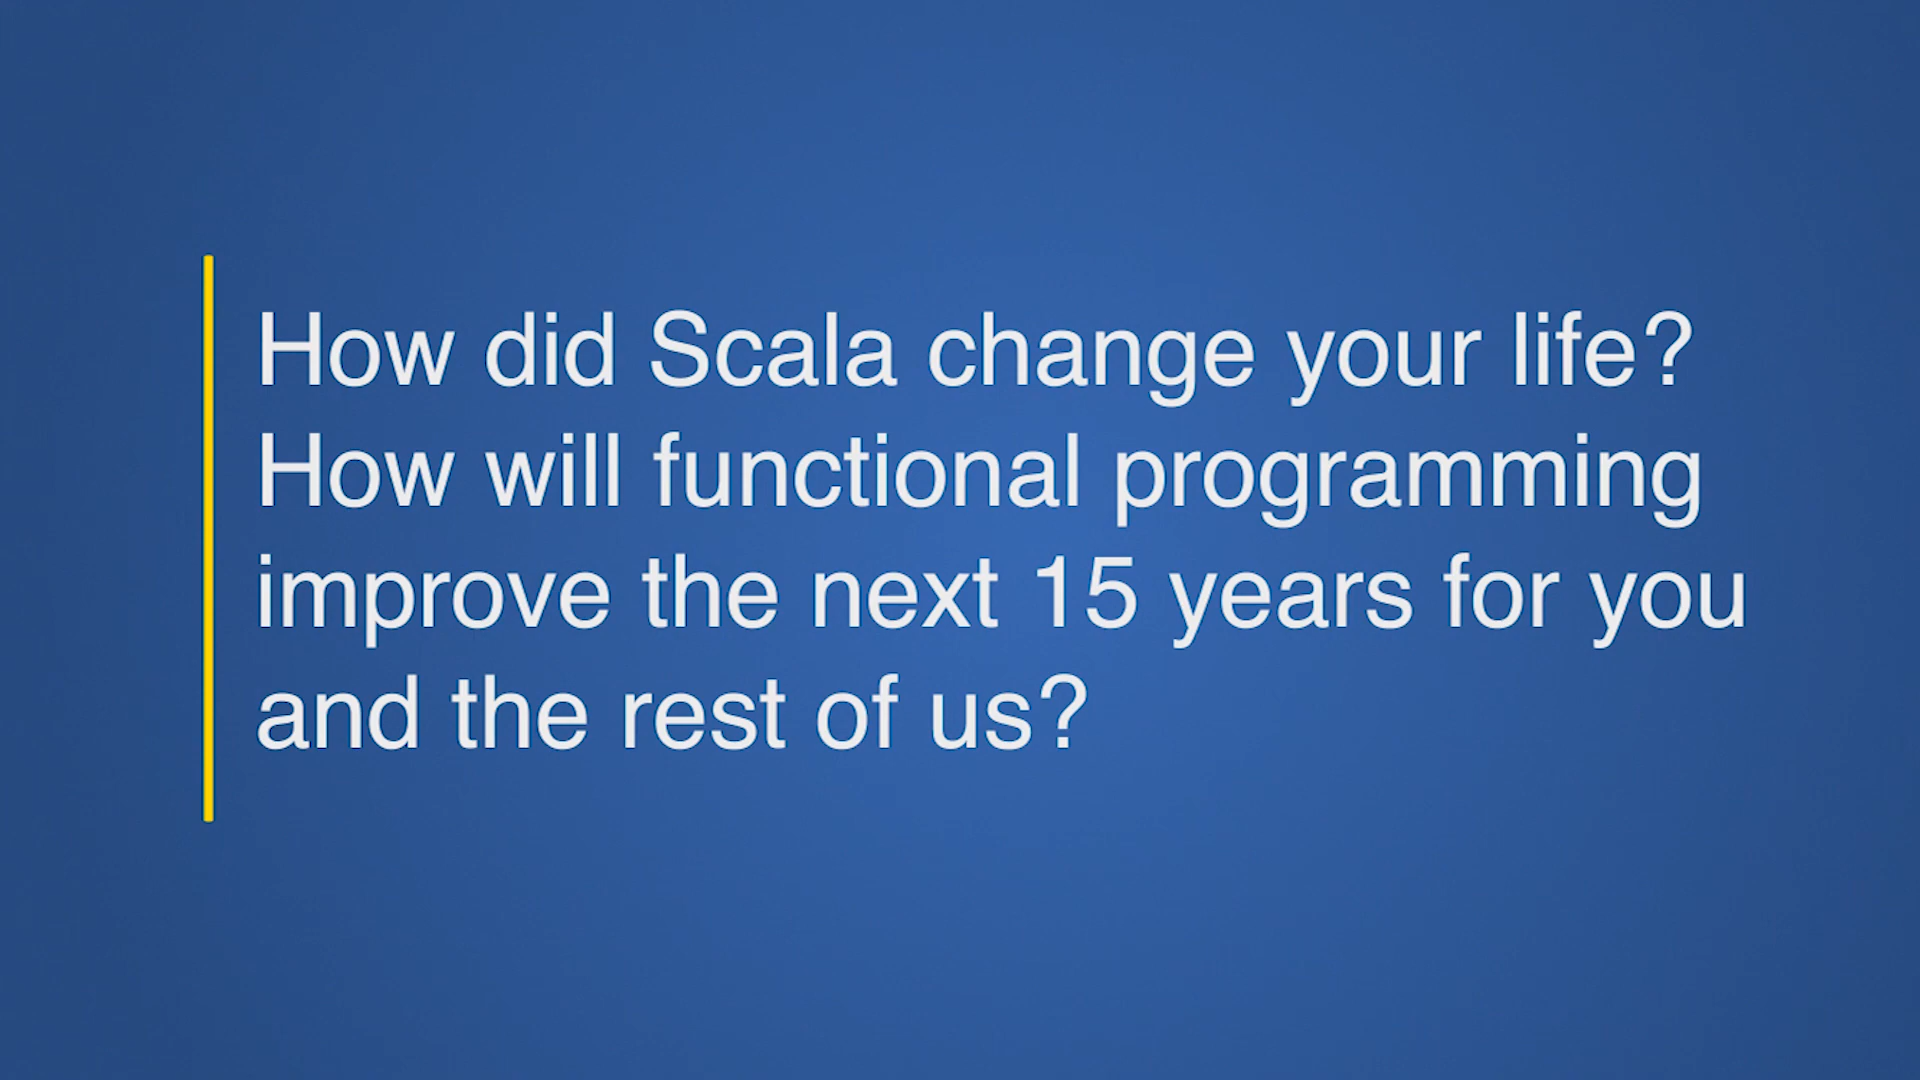 How did Scala change your life?
How will functional programming
improve the next 15 years for you
and the rest of us?